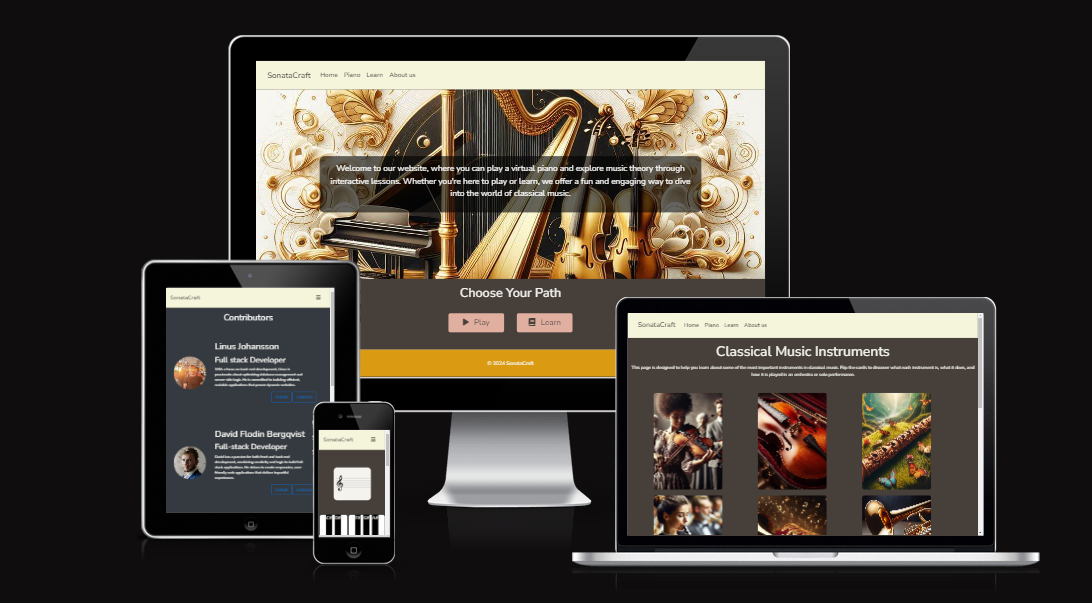 SonataCraft Home Piano Learn About us
Welcome to our website, where you can play a virtual piano and explore music theory through
interactive lessons. Whether you're here to play or learn, we offer a fun and engaging way to dive
into the world of classical music.
Choose Your Path
Play Learn
© 2024 SonataCraft
SonataCraft
Contributors
Linus Johansson
Full stack Developer
David Flodin Bergqvist
Full-stack Developer
SonataCraft
SonataCraft Home Piano Learn About us
Classical Music Instruments
This page is designed to help you learn about some of the most important instruments in classical music. Flip the cards to discover what each instrument is, what it does, and
how it is played in an orchestra or solo performance.